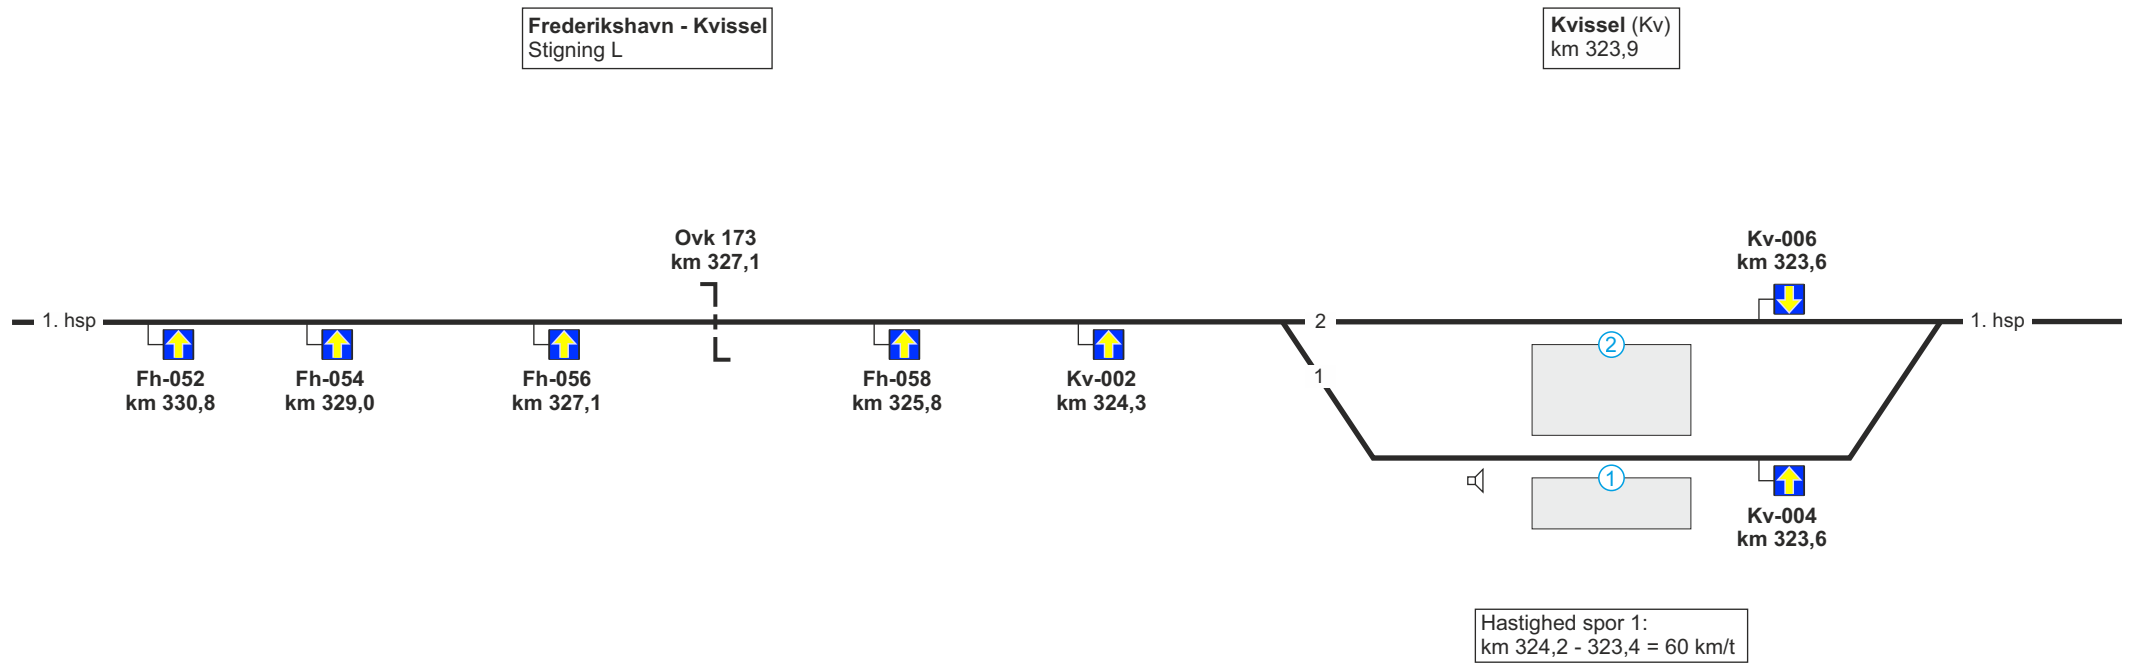 Frederikshavn - Kvissel
Stigning L
Kvissel (Kv)
km 323,9
Ovk 173
km 327,1
Kv-006
km 323,6
1. hsp
2
1. hsp
Fh-052
km 330,8
Fh-054
km 329,0
Fh-056
km 327,1
Fh-058
km 325,8
Kv-002
km 324,3
1
2
1
Kv-004
km 323,6
Hastighed spor 1:
km 324,2 - 323,4 = 60 km/t